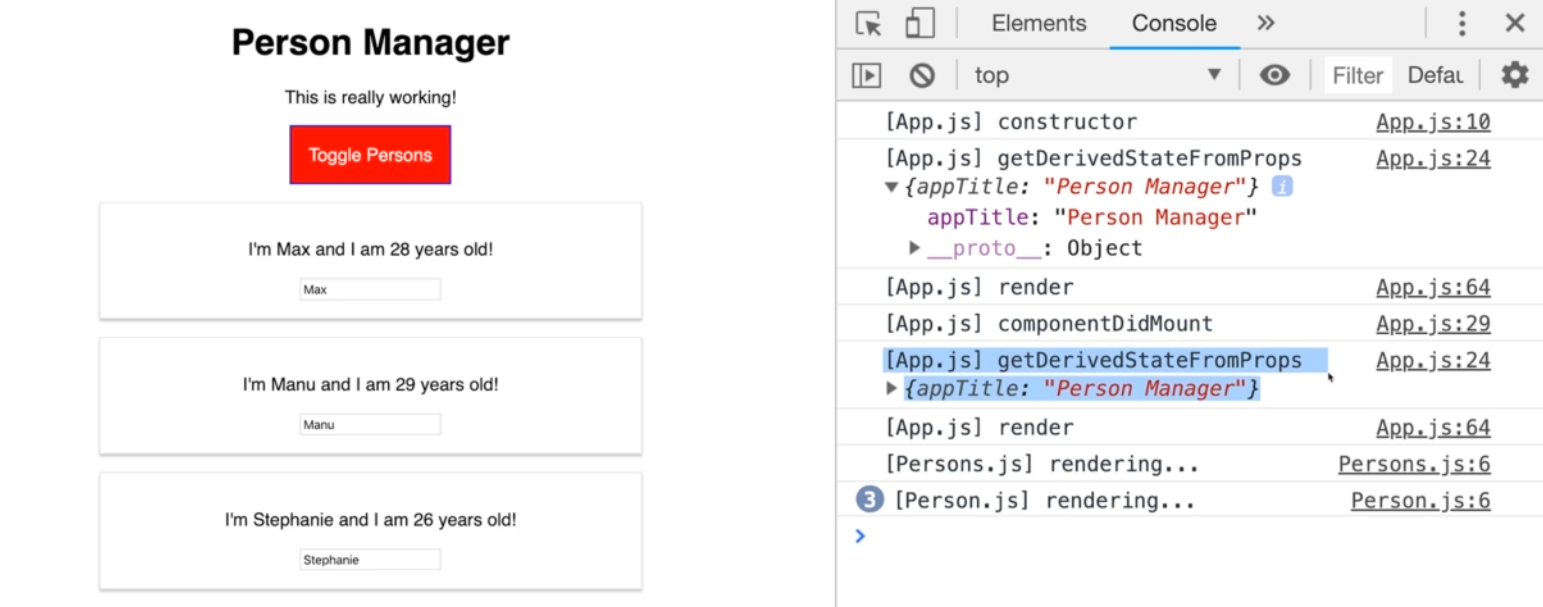 Person Manager
This is really working!
Toggle Persons
I'm Max and I am 28 years old!
Max
I'm Manu and I am 29 years old!
Manu
I'm Stephanie and I am 26 years old!
Stephanie
Elements Console »
top Filter Defau
[App.js] constructor App.js:10
[App.js] getDerivedStateFromProps App.js:24
{appTitle: "Person Manager"} i
appTitle: "Person Manager"
__proto__: Object
[App.js] render App.js:64
[App.js] componentDidMount App.js:29
[App.js] getDerivedStateFromProps App.js:24
{appTitle: "Person Manager"}
[App.js] render App.js:64
[Persons.js] rendering... Persons.js:6
3 [Person.js] rendering... Person.js:6